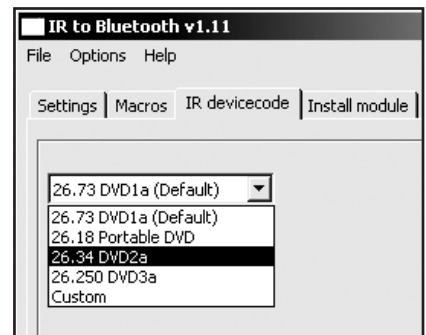 IR to Bluetooth v1.11
File Options Help
Settings Macros IR devicecode Install module
26.73 DVD1a (Default)
26.73 DVD1a (Default)
26.18 Portable DVD
26.34 DVD2a
26.250 DVD3a
Custom